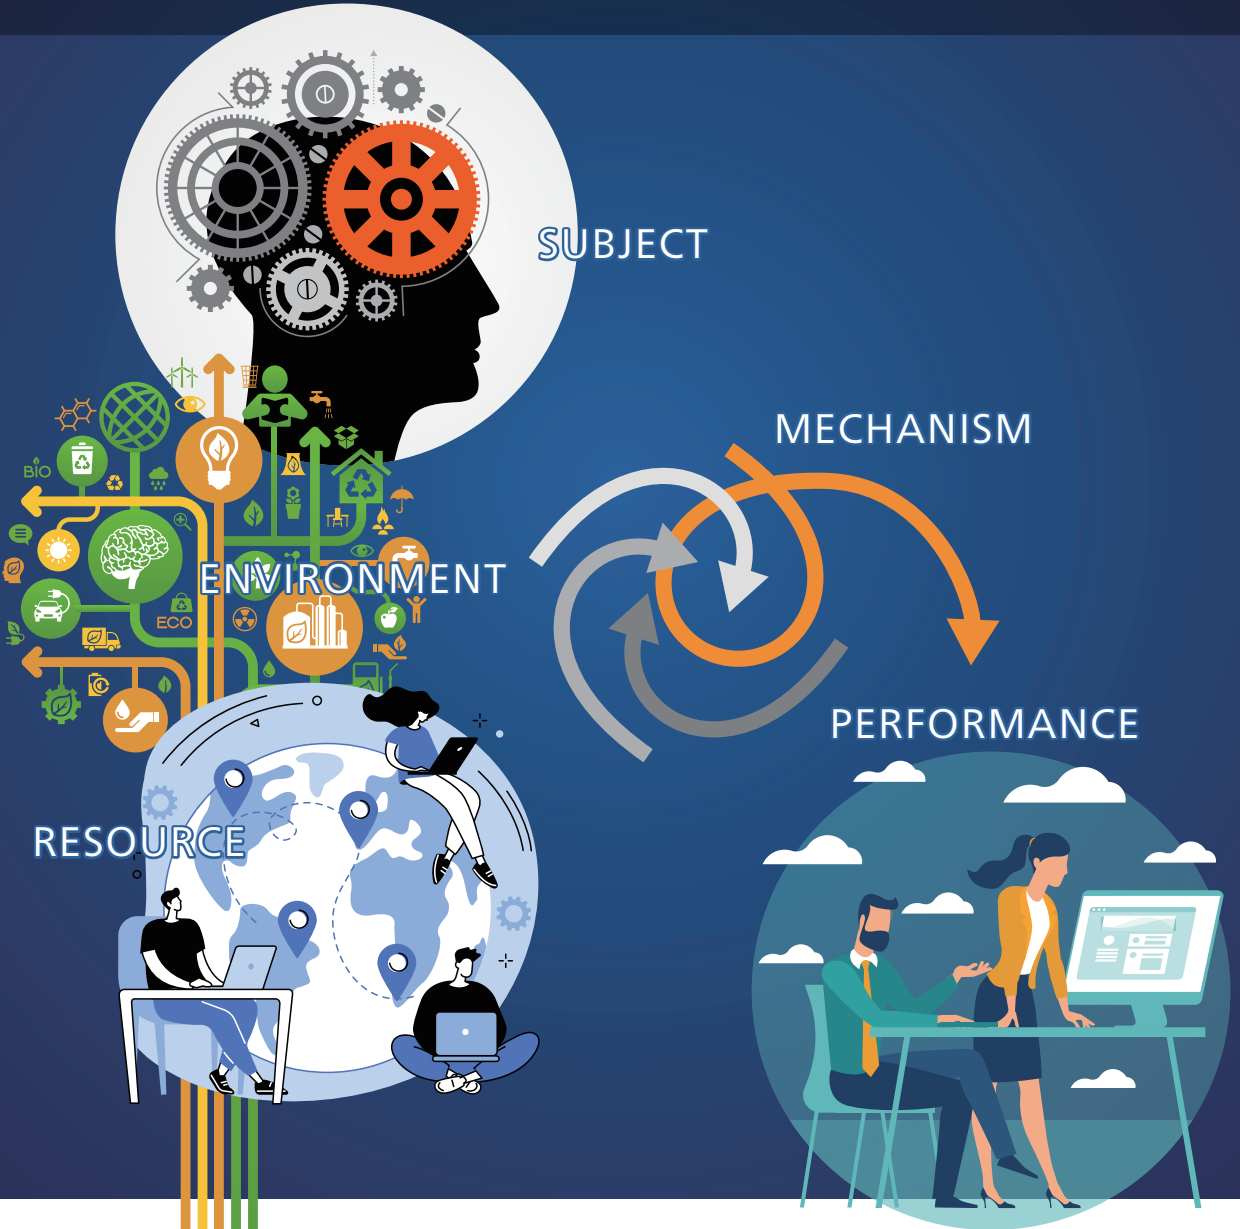 SUBJECT
MECHANISM
BIO
ENVIRONMENT
ECO
PERFORMANCE
RESOURCE